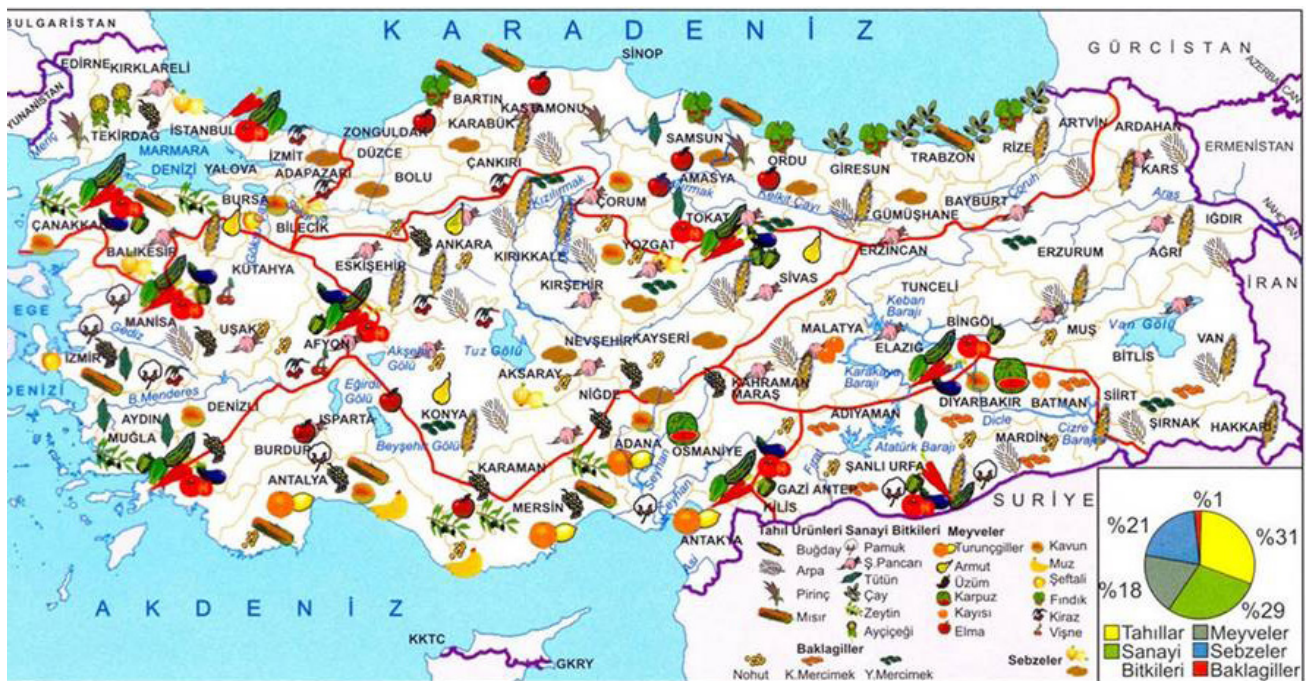 BULGARİSTAN
KARADENİZ
SİNOP
GÜRCİSTAN
AZERBAYCAN
EDİRNE
KIRKLARELİ
YUNANİSTAN
Meriç
TEKİRDAĞ
İSTANBUL
MARMARA
DENİZİ
YALOVA
İZMİT
ADAPAZARI
ZONGULDAK
DÜZCE
BOLU
BARTIN
KARABÜK
KASTAMONU
ÇANKIRI
SAMSUN
ORDU
GİRESUN
TRABZON
RİZE
ARTVİN
ARDAHAN
KARS
ERMENİSTAN
AMASYA
Kelkit Çayı
Kızılırmak
ÇORUM
TOKAT
GÜMÜŞHANE
BAYBURT
Çoruh
Aras
IĞDIR
BURSA
BİLECİK
BALIKESİR
KÜTAHYA
ESKİŞEHİR
ANKARA
KIRIKKALE
YOZGAT
SİVAS
ERZİNCAN
ERZURUM
AĞRI
İRAN
EGE
DENİZİ
MANİSA
Gediz
UŞAK
AFYON
Akşehir
Gölü
Tuz Gölü
KIRŞEHİR
NEVŞEHİR
KAYSERİ
MALATYA
TUNCELİ
Keban
Barajı
ELAZIĞ
BİNGÖL
MUŞ
Van Gölü
BİTLİS
VAN
İZMİR
B.Menderes
AYDIN
DENİZLİ
MUĞLA
Eğirdir
Gölü
ISPARTA
BURDUR
ANTALYA
KONYA
Beyşehir Gölü
AKSARAY
NİĞDE
KARAMAN
MERSİN
ADANA
Seyhan
Ceyhan
OSMANİYE
KAHRAMAN
MARAŞ
Karakaya
Barajı
ADIYAMAN
Atatürk Barajı
DİYARBAKIR
BATMAN
Dicle
SİİRT
Cizre
Barajı
ŞIRNAK
HAKKARİ
MARDİN
ŞANLI URFA
Fırat
GAZİ ANTEP
KİLİS
ANTAKYA
Asi
SURİYE
AKDENİZ
KKTC
GKRY
Tahıl Ürünleri Sanayi Bitkileri Meyveler
Buğday Pamuk Turunçgiller Kavun
Arpa Ş.Pancarı Armut Muz
Pirinç Tütün Üzüm Şeftali
Mısır Çay Karpuz Fındık
Zeytin Kayısı Kiraz
Ayçiçeği Elma Vişne
Baklagiller
Nohut K.Mercimek Y.Mercimek
Sebzeler
%1
%21
%31
%18
%29
Tahıllar Meyveler
Sanayi Sebzeler
Bitkileri Baklagiller